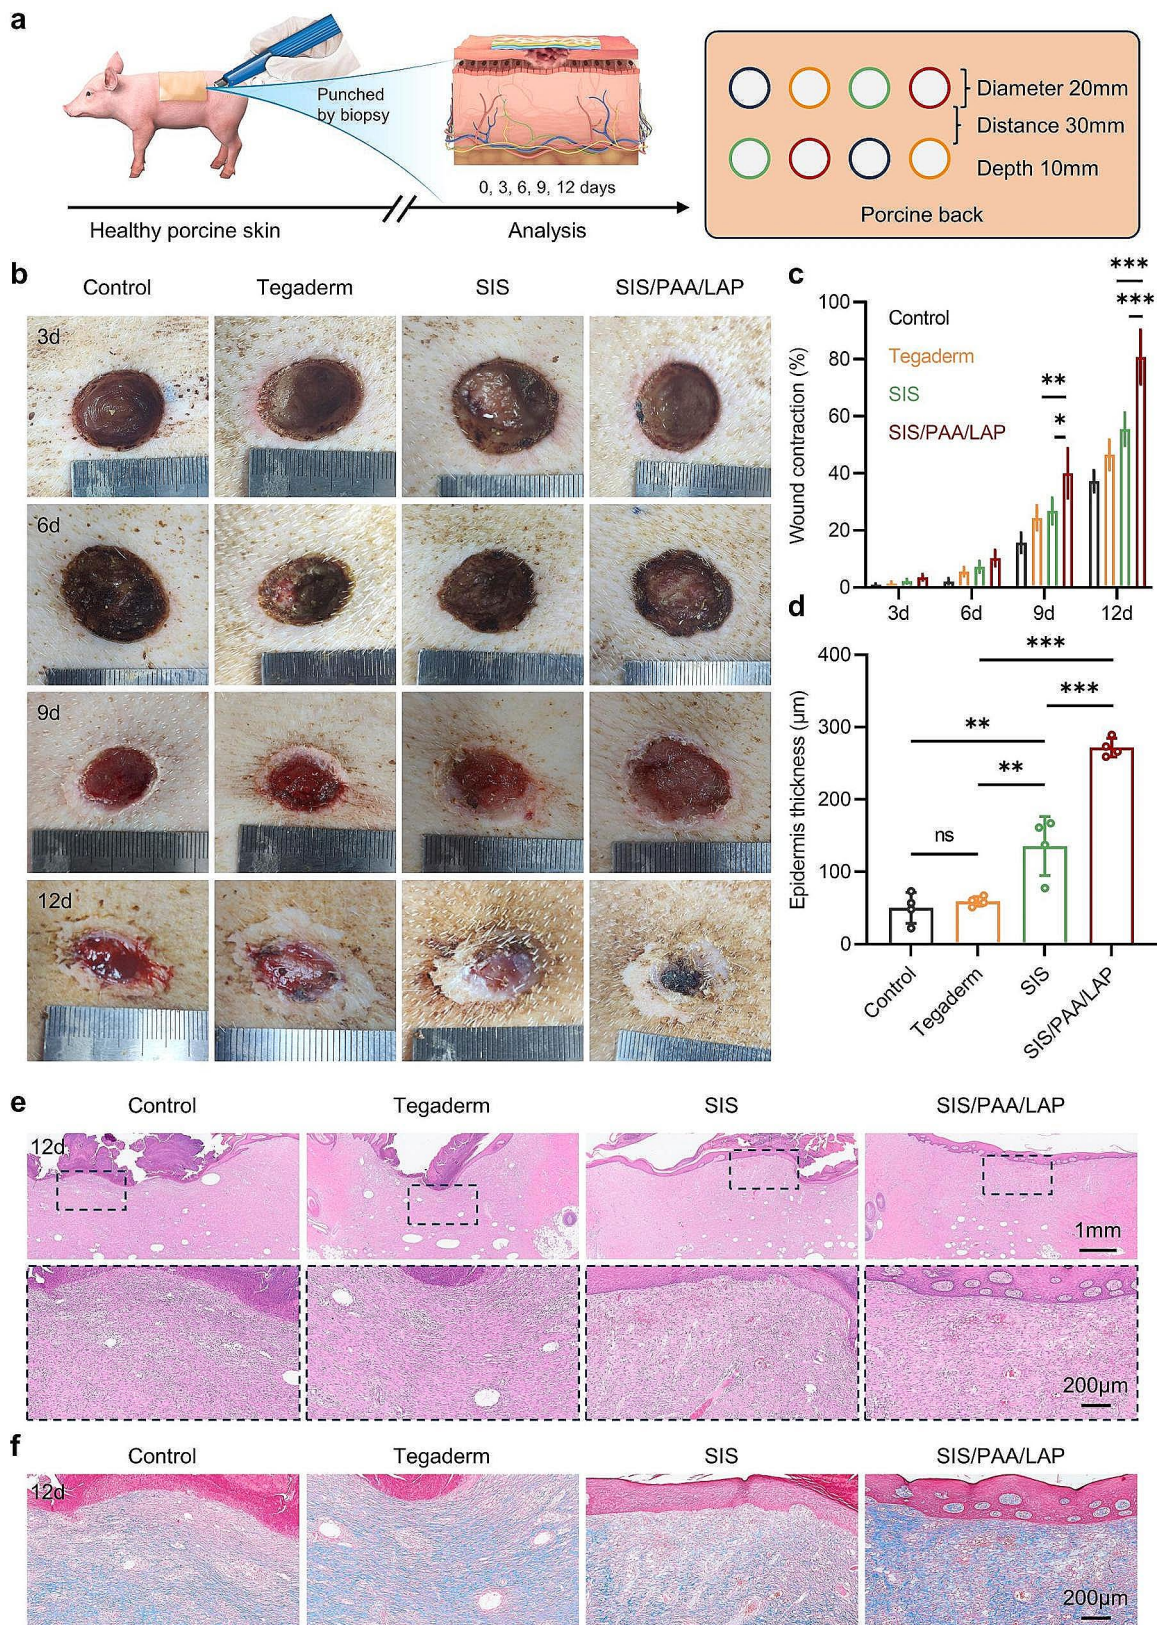 a
Punched
by biopsy
0, 3, 6, 9, 12 days
Healthy porcine skin
Analysis
Diameter 20mm
Distance 30mm
Depth 10mm
Porcine back
b
Control
Tegaderm
SIS
SIS/PAA/LAP
3d
6d
9d
12d
c
Wound contraction (%)
100
80
60
40
20
0
Control
Tegaderm
SIS
SIS/PAA/LAP
**
*
***
***
3d
6d
9d
12d
d
Epidermis thickness (µm)
400
300
200
100
0
***
***
**
**
ns
Control
Tegaderm
SIS
SIS/PAA/LAP
e
Control
Tegaderm
SIS
SIS/PAA/LAP
12d
1mm
200µm
f
Control
Tegaderm
SIS
SIS/PAA/LAP
12d
200µm